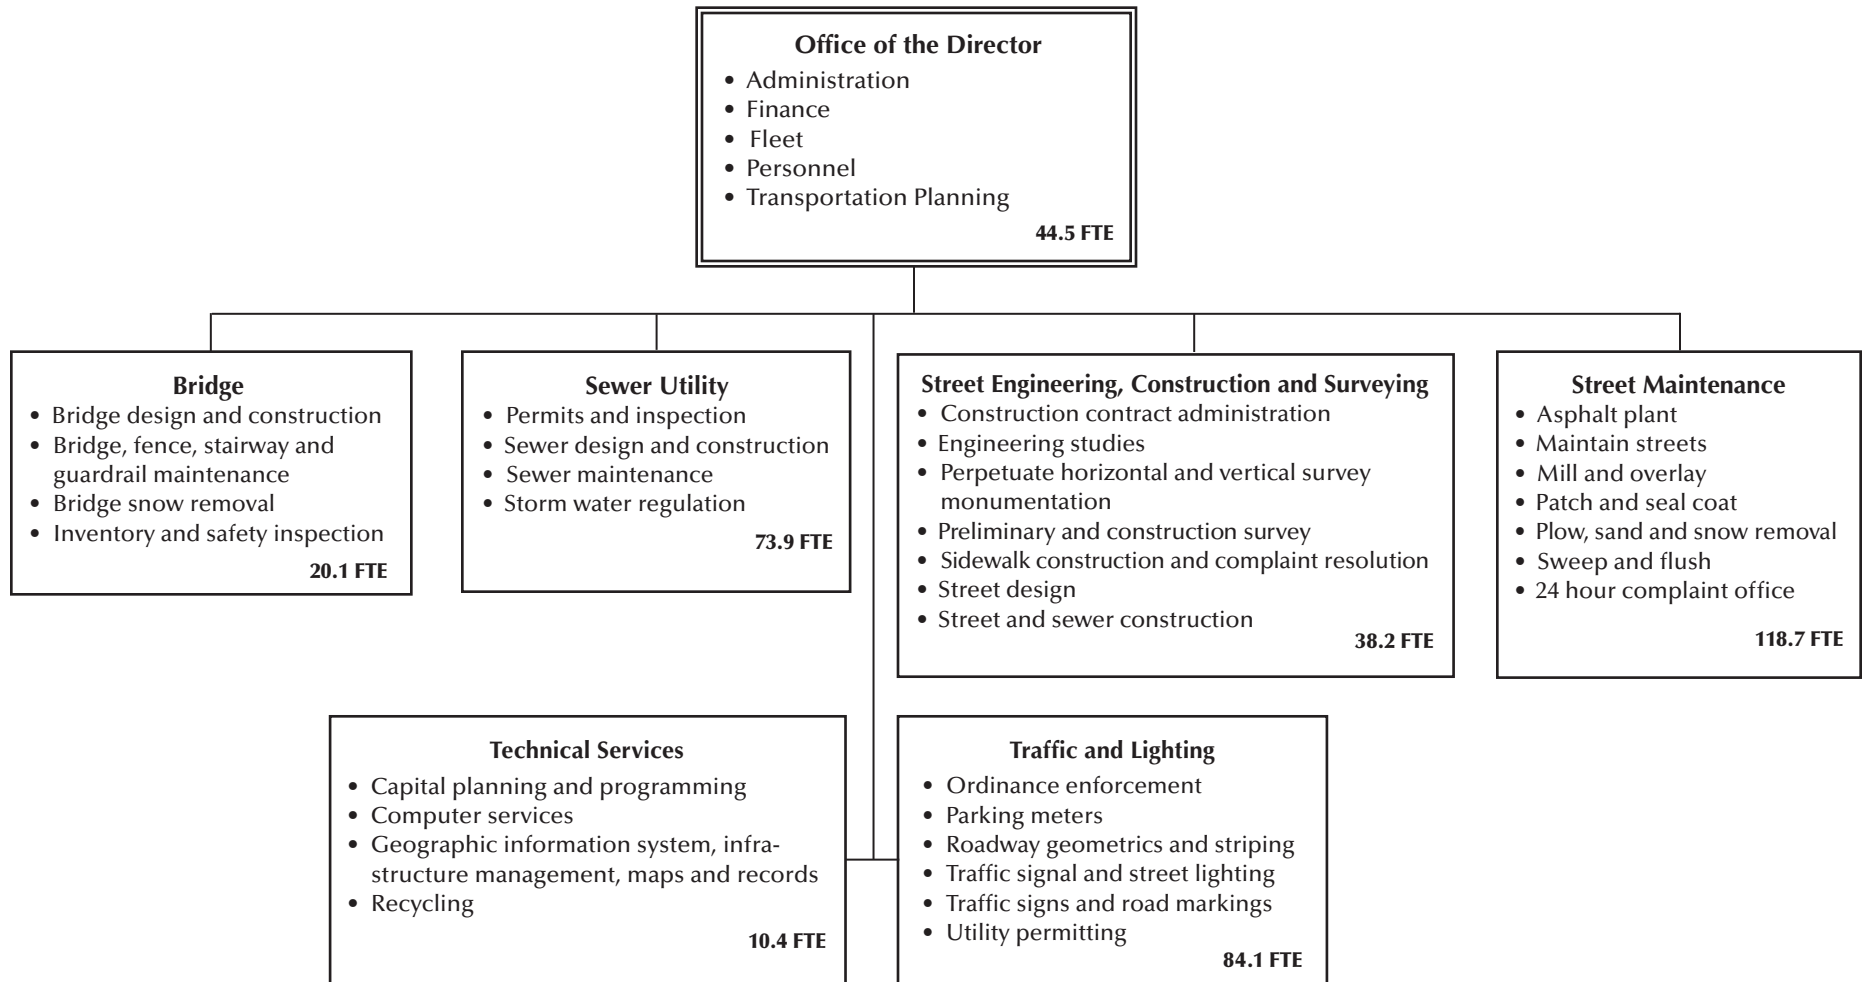 Office of the Director
• Administration
• Finance
• Fleet
• Personnel
• Transportation Planning
44.5 FTE
Bridge
• Bridge design and construction
• Bridge, fence, stairway and
guardrail maintenance
• Bridge snow removal
• Inventory and safety inspection
20.1 FTE
Sewer Utility
• Permits and inspection
• Sewer design and construction
• Sewer maintenance
• Storm water regulation
73.9 FTE
Street Engineering, Construction and Surveying
• Construction contract administration
• Engineering studies
• Perpetuate horizontal and vertical survey
monumentation
• Preliminary and construction survey
• Sidewalk construction and complaint resolution
• Street design
• Street and sewer construction
38.2 FTE
Street Maintenance
• Asphalt plant
• Maintain streets
• Mill and overlay
• Patch and seal coat
• Plow, sand and snow removal
• Sweep and flush
• 24 hour complaint office
118.7 FTE
Technical Services
• Capital planning and programming
• Computer services
• Geographic information system, infra-
structure management, maps and records
• Recycling
10.4 FTE
Traffic and Lighting
• Ordinance enforcement
• Parking meters
• Roadway geometrics and striping
• Traffic signal and street lighting
• Traffic signs and road markings
• Utility permitting
84.1 FTE